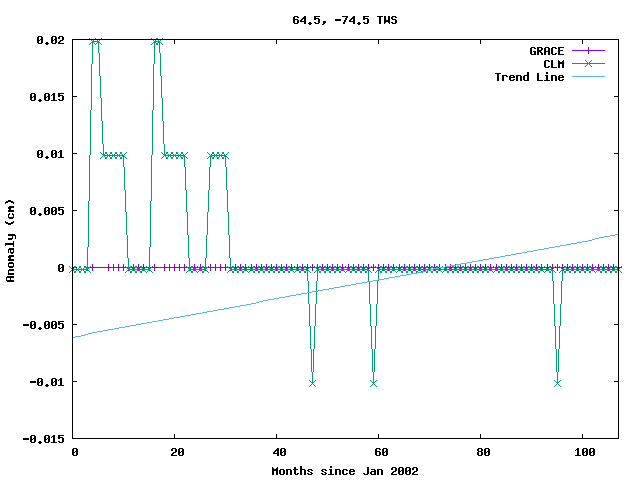 64.5, -74.5 TWS
GRACE
CLM
Trend Line
0.02
0.015
0.01
0.005
0
-0.005
-0.01
-0.015
Anomaly (cm)
0 20 40 60 80 100
Months since Jan 2002